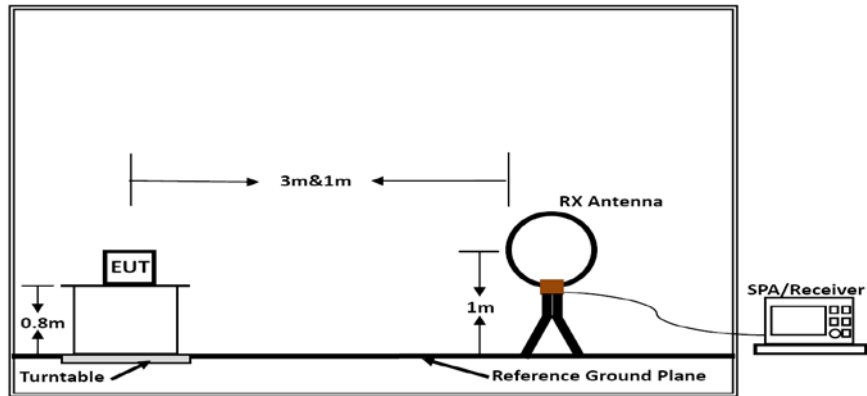 3m&1m
RX Antenna
EUT
SPA/Receiver
0.8m
1m
Turntable
Reference Ground Plane